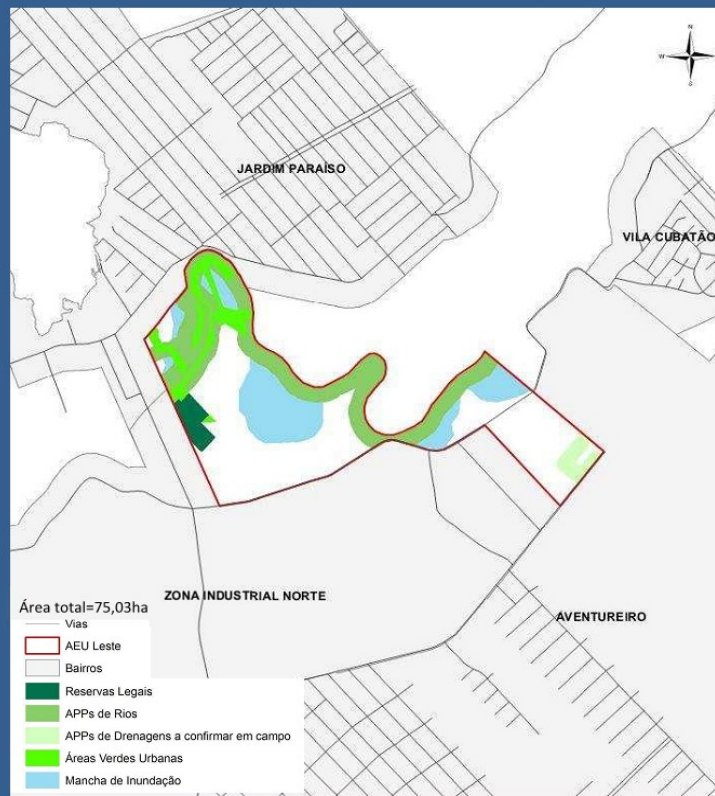 N
W
E
S
JARDIM PARAÍSO
VILA CUBATÃO
ZONA INDUSTRIAL NORTE
AVENTUREIRO
Área total=75,03ha
Vias
AEU Leste
Bairros
Reservas Legais
APPs de Rios
APPs de Drenagens a confirmar em campo
Áreas Verdes Urbanas
Mancha de Inundação